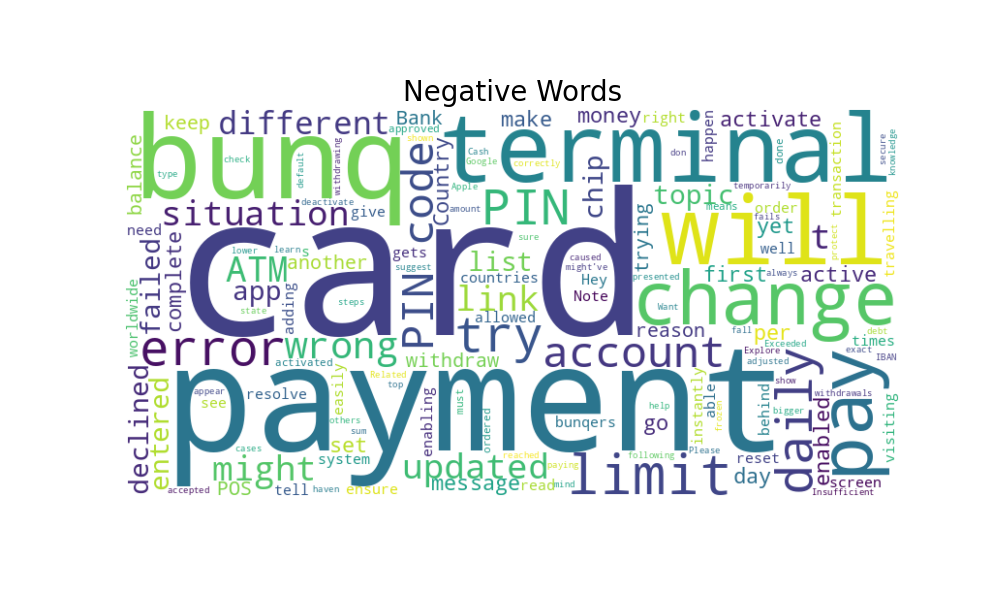 Negative Words
keep
different
Bank
approved
shown
make
money
right
activate
bunq
terminal
balance
type
check
default
withdrawing
deactivate
code
Country
Cash
Google
Apple
correctly
chip
don
happen
done
transaction
secure
knowledge
situation
give
PIN
amount
sure
topic
temporarily
means
order
yet
fails
protect
travelling
need
t
well
will
trying
card
lower
learn
s
gets
suggest
list
countries
caused
might've
Hey
Note
presented
first
always
active
ATM
another
app
state
steps
adding
PIN
link
allowed
Want
change
worldwide
failed
complete
error
wrong
activated
try
withdraw
account
reason
per
fall
debt
Exceeded
times
Explore
adjusted
exact
IBAN
declined
entered
appear
see
resolve
easily
Related
top
payment
others
sum
set
cases
might
system
enabling
must
ordered
bunqers
help
go
able
instantly
frozen
behind
bigger
show
daily
enabled
pay
withdrawals
visiting
accepted
POS
tell
haven
ensure
updated
message
reached
read
paying
mind
following
limit
Please
reset
day
screen
Insufficient